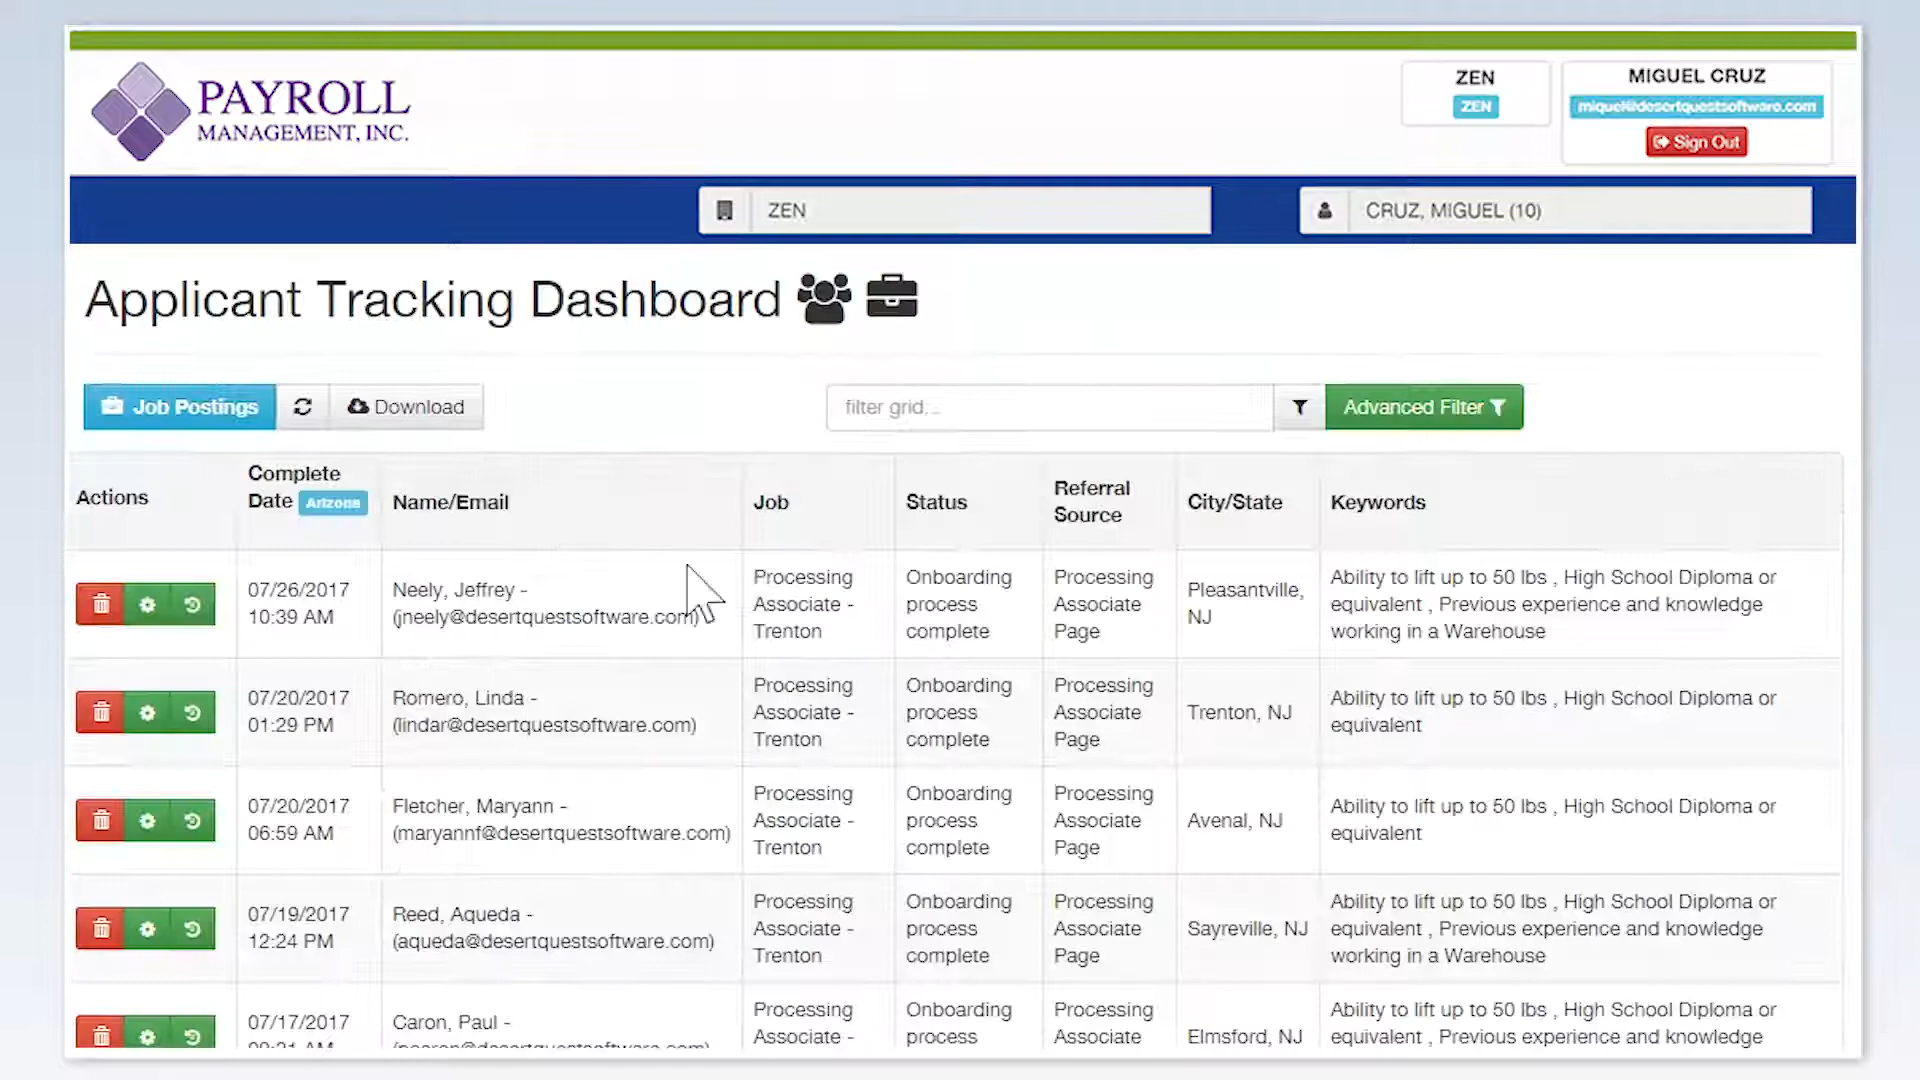 PAYROLL
MANAGEMENT, INC.
ZEN
ZEN
MIGUEL CRUZ
miguel@desertquestsoftware.com
Sign Out
ZEN
CRUZ, MIGUEL (10)
Applicant Tracking Dashboard
Job Postings
Download
filter grid...
Advanced Filter
Actions
Complete
Date Arizona
Name/Email
Job
Status
Referral
Source
City/State
Keywords
07/26/2017
10:39 AM
Neely, Jeffrey -
(jneely@desertquestsoftware.com)
Processing
Associate -
Trenton
Onboarding
process
complete
Processing
Associate
Page
Pleasantville,
NJ
Ability to lift up to 50 lbs , High School Diploma or
equivalent , Previous experience and knowledge
working in a Warehouse
07/20/2017
01:29 PM
Romero, Linda -
(lindar@desertquestsoftware.com)
Processing
Associate -
Trenton
Onboarding
process
complete
Processing
Associate
Page
Trenton, NJ
Ability to lift up to 50 lbs , High School Diploma or
equivalent
07/20/2017
06:59 AM
Fletcher, Maryann -
(maryannf@desertquestsoftware.com)
Processing
Associate -
Trenton
Onboarding
process
complete
Processing
Associate
Page
Avenal, NJ
Ability to lift up to 50 lbs , High School Diploma or
equivalent
07/19/2017
12:24 PM
Reed, Aqueda -
(aqueda@desertquestsoftware.com)
Processing
Associate -
Trenton
Onboarding
process
complete
Processing
Associate
Page
Sayreville, NJ
Ability to lift up to 50 lbs , High School Diploma or
equivalent , Previous experience and knowledge
working in a Warehouse
07/17/2017
Caron, Paul -
Processing
Associate -
Onboarding
process
Processing
Associate
Elmsford, NJ
Ability to lift up to 50 lbs , High School Diploma or
equivalent , Previous experience and knowledge